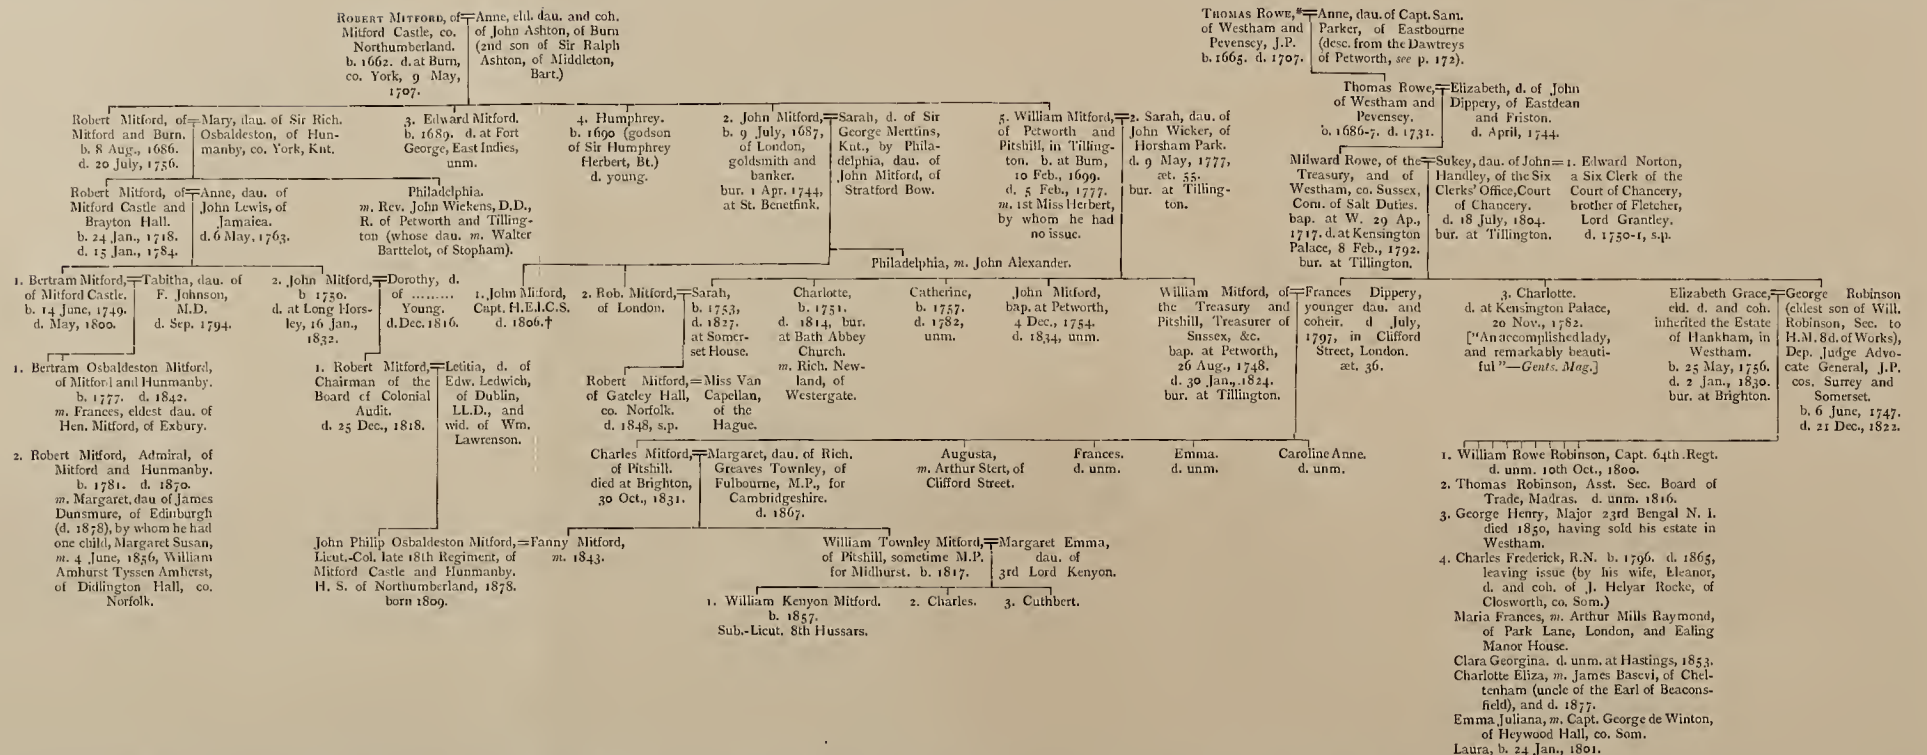 ROBERT MITFORD, of
Mitford Castle, co.
Northumberland.
b. 1662. d. at Burn,
co. York, 9 May,
1707.
Anne, eld. dau. and coh.
of John Ashton, of Burn
(2nd son of Sir Ralph
Ashton, of Middleton,
Bart.)
THOMAS ROWE,*
of Westham and
Pevensey, J.P.
b. 1665. d. 1707.
Anne, dau. of Capt. Sam.
Parker, of Eastbourne
(desc. from the Dawtreys
of Petworth, see p. 172).
Thomas Rowe,
of Westham and
Pevensey.
b. 1686-7. d. 1731.
Elizabeth, d. of John
Dippery, of Eastdean
and Friston.
d. April, 1744.
Robert Mitford, of
Mitford and Burn.
b. 8 Aug., 1686.
d. 20 July, 1756.
Mary, dau. of Sir Rich.
Osbaldeston, of Hun-
manby, co. York, Knt.
3. Edward Mitford.
b. 1689. d. at Fort
George, East Indies,
unm.
4. Humphrey.
b. 1690 (godson
of Sir Humphrey
Herbert, Bt.)
d. young.
2. John Mitford,
b. 9 July, 1687,
of London,
goldsmith and
banker.
bur. 1 Apr. 1744,
at St. Benetfink.
Sarah, d. of Sir
George Merttins,
Knt., by Phila-
delphia, dau. of
John Mitford, of
Stratford Bow.
5. William Mitford,
of Petworth and
Pitshill, in Tilling-
ton. b. at Burn,
10 Feb., 1699.
d. 5 Feb., 1777.
m. 1st Miss Herbert,
by whom he had
no issue.
2. Sarah, dau. of
John Wicker, of
Horsham Park.
d. 9 May, 1777,
æt. 55.
bur. at Tilling-
ton.
Milward Rowe, of the
Treasury, and of
Westham, co. Sussex,
Com. of Salt Duties.
bap. at W. 29 Ap.,
1717. d. at Kensington
Palace, 8 Feb., 1792.
bur. at Tillington.
Sukey, dau. of John
Handley, of the Six
Clerks' Office, Court
of Chancery.
d. 18 July, 1804.
bur. at Tillington.
1. Edward Norton,
a Six Clerk of the
Court of Chancery,
brother of Fletcher,
Lord Grantley.
d. 1750-1, s.p.
Robert Mitford, of
Mitford Castle and
Brayton Hall.
b. 24 Jan., 1718.
d. 15 Jan., 1784.
Anne, dau. of
John Lewis, of
Jamaica.
d. 6 May, 1763.
Philadelphia.
m. Rev. John Wickens, D.D.,
R. of Petworth and Tilling-
ton (whose dau. m. Walter
Barttelot, of Stopham).
Philadelphia, m. John Alexander.
1. Bertram Mitford,
of Mitford Castle.
b. 14 June, 1749.
d. May, 1800.
Tabitha, dau. of
F. Johnson,
M.D.
d. Sep. 1794.
2. John Mitford,
b 1750.
d. at Long Hors-
ley, 16 Jan.,
1832.
Dorothy, d.
of .........
Young.
d. Dec. 1816.
1. John Mitford,
Capt. H.E.I.C.S.
d. 1806.†
2. Rob. Mitford,
of London.
Sarah,
b. 1753,
d. 1827.
at Somer-
set House.
Charlotte,
b. 1751.
d. 1814, bur.
at Bath Abbey
Church.
m. Rich. New-
land, of
Westergate.
Catherine,
b. 1757.
d. 1782,
unm.
John Mitford,
bap. at Petworth,
4 Dec., 1754.
d. 1834, unm.
William Mitford, of
the Treasury and
Pitshill, Treasurer of
Sussex, &c.
bap. at Petworth,
26 Aug., 1748.
d. 30 Jan., 1824.
bur. at Tillington.
Frances Dippery,
younger dau. and
coheir. d July,
1797, in Clifford
Street, London.
æt. 36.
3. Charlotte.
d. at Kensington Palace,
20 Nov., 1782.
["An accomplished lady,
and remarkably beauti-
ful"—Gents. Mag.]
Elizabeth Grace,
eld. d. and coh.
inherited the Estate
of Hankham, in
Westham.
b. 25 May, 1756.
d. 2 Jan., 1830.
bur. at Brighton.
George Robinson
(eldest son of Will.
Robinson, Sec. to
H.M. Bd. of Works),
Dep. Judge Advo-
cate General, J.P.
cos. Surrey and
Somerset.
b. 6 June, 1747.
d. 21 Dec., 1822.
1. Bertram Osbaldeston Mitford,
of Mitford and Hunmanby.
b. 1777. d. 1842.
m. Frances, eldest dau. of
Hen. Mitford, of Exbury.
1. Robert Mitford,
Chairman of the
Board of Colonial
Audit.
d. 25 Dec., 1818.
Letitia, d. of
Edw. Ledwich,
of Dublin,
LL.D., and
wid. of Wm.
Lawrenson.
Robert Mitford,
of Gateley Hall,
co. Norfolk.
d. 1848, s.p.
Miss Van
Capellan,
of the
Hague.
2. Robert Mitford, Admiral, of
Mitford and Hunmanby.
b. 1781. d. 1870.
m. Margaret, dau of James
Dunsmure, of Edinburgh
(d. 1878), by whom he had
one child, Margaret Susan,
m. 4 June, 1856, William
Amhurst Tyssen Amherst,
of Didlington Hall, co.
Norfolk.
Charles Mitford,
of Pitshill.
died at Brighton,
30 Oct., 1831.
Margaret, dau. of Rich.
Greaves Townley, of
Fulbourne, M.P., for
Cambridgeshire.
d. 1867.
Augusta,
m. Arthur Stert, of
Clifford Street.
Frances.
d. unm.
Emma.
d. unm.
Caroline Anne.
d. unm.
1. William Rowe Robinson, Capt. 64th Regt.
d. unm. 10th Oct., 1800.
2. Thomas Robinson, Asst. Sec. Board of
Trade, Madras. d. unm. 1816.
3. George Henry, Major 23rd Bengal N. I.
died 1850, having sold his estate in
Westham.
4. Charles Frederick, R.N. b. 1796. d. 1865,
leaving issue (by his wife, Eleanor,
d. and coh. of J. Helyar Rocke, of
Closworth, co. Som.)
Maria Frances, m. Arthur Mills Raymond,
of Park Lane, London, and Ealing
Manor House.
Clara Georgina. d. unm. at Hastings, 1853.
Charlotte Eliza, m. James Basevi, of Chel-
tenham (uncle of the Earl of Beacons-
field), and d. 1877.
Emma Juliana, m. Capt. George de Winton,
of Heywood Hall, co. Som.
Laura, b. 24 Jan., 1801.
John Philip Osbaldeston Mitford,
Lieut.-Col. late 18th Regiment, of
Mitford Castle and Hunmanby.
H. S. of Northumberland, 1878.
born 1809.
Fanny Mitford,
m. 1843.
William Townley Mitford,
of Pitshill, sometime M.P.
for Midhurst. b. 1817.
Margaret Emma,
dau. of
3rd Lord Kenyon.
1. William Kenyon Mitford.
b. 1857.
Sub.-Lieut. 8th Hussars.
2. Charles.
3. Cuthbert.